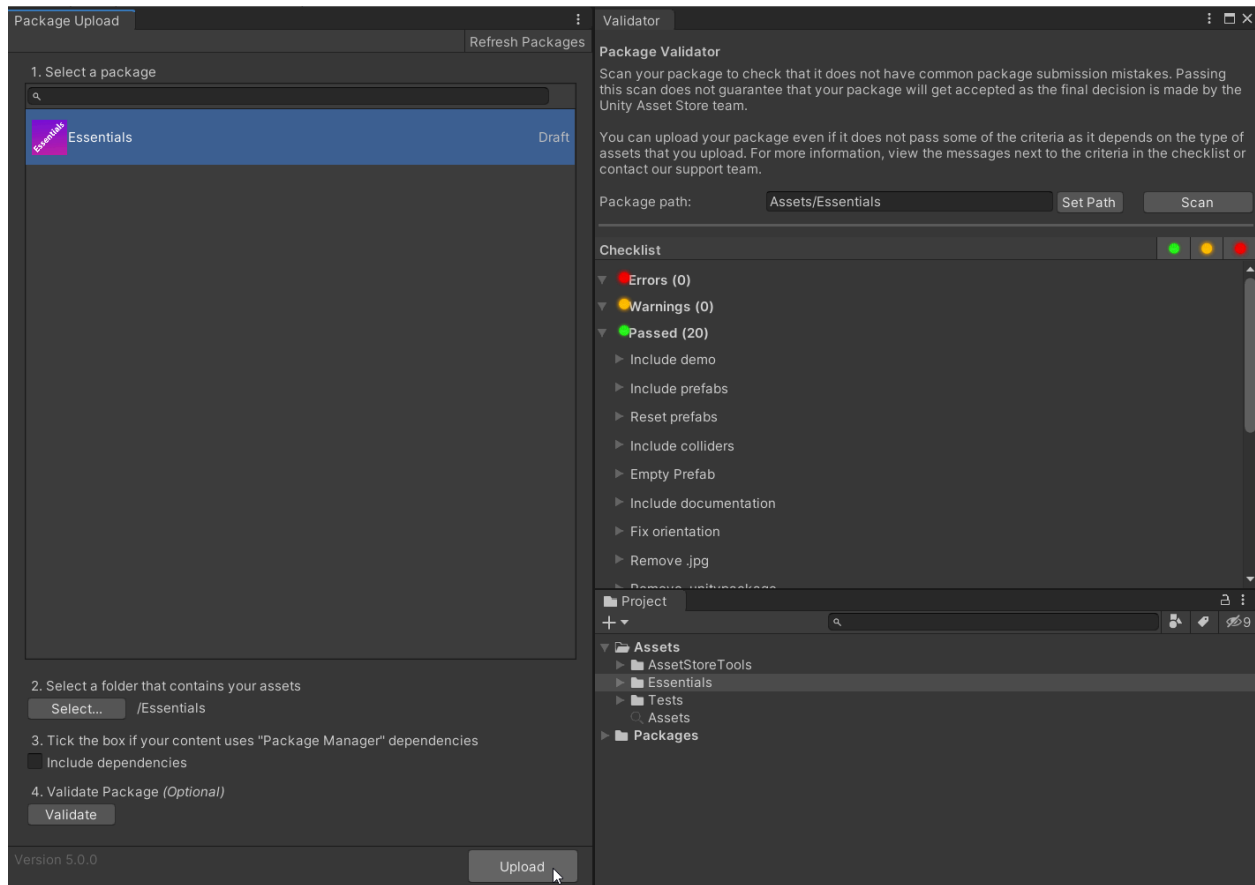 Package Upload
Refresh Packages
1. Select a package
Essentials
Essentials
Draft
2. Select a folder that contains your assets
Select...
/Essentials
3. Tick the box if your content uses "Package Manager" dependencies
Include dependencies
4. Validate Package (Optional)
Validate
Version 5.0.0
Upload
Validator
Package Validator
Scan your package to check that it does not have common package submission mistakes. Passing
this scan does not guarantee that your package will get accepted as the final decision is made by the
Unity Asset Store team.
You can upload your package even if it does not pass some of the criteria as it depends on the type of
assets that you upload. For more information, view the messages next to the criteria in the checklist or
contact our support team.
Package path:
Assets/Essentials
Set Path
Scan
Checklist
Errors (0)
Warnings (0)
Passed (20)
Include demo
Include prefabs
Reset prefabs
Include colliders
Empty Prefab
Include documentation
Fix orientation
Remove .jpg
Remove .unitypackage
Project
9
Assets
AssetStoreTools
Essentials
Tests
Assets
Packages